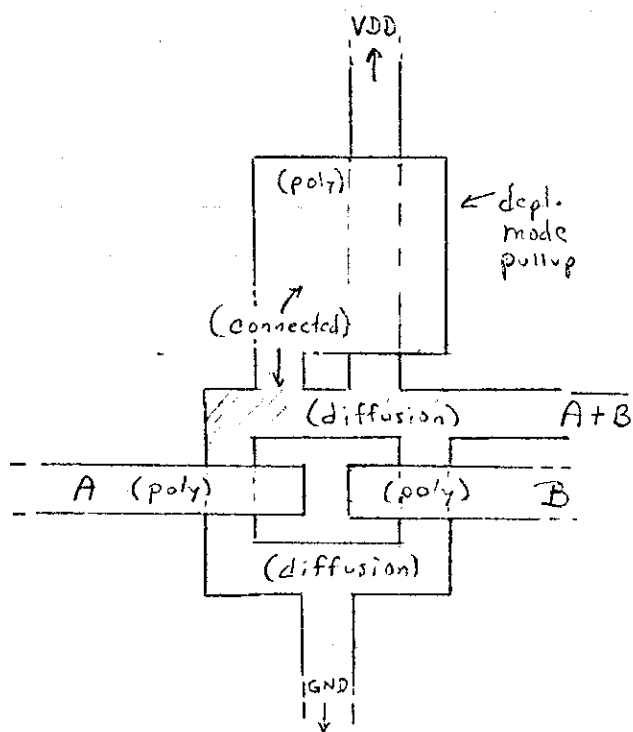 VDD
(poly)
depl.
mode
pullup
(connected)
(diffusion)
A+B
A (poly)
(poly) B
(diffusion)
GND